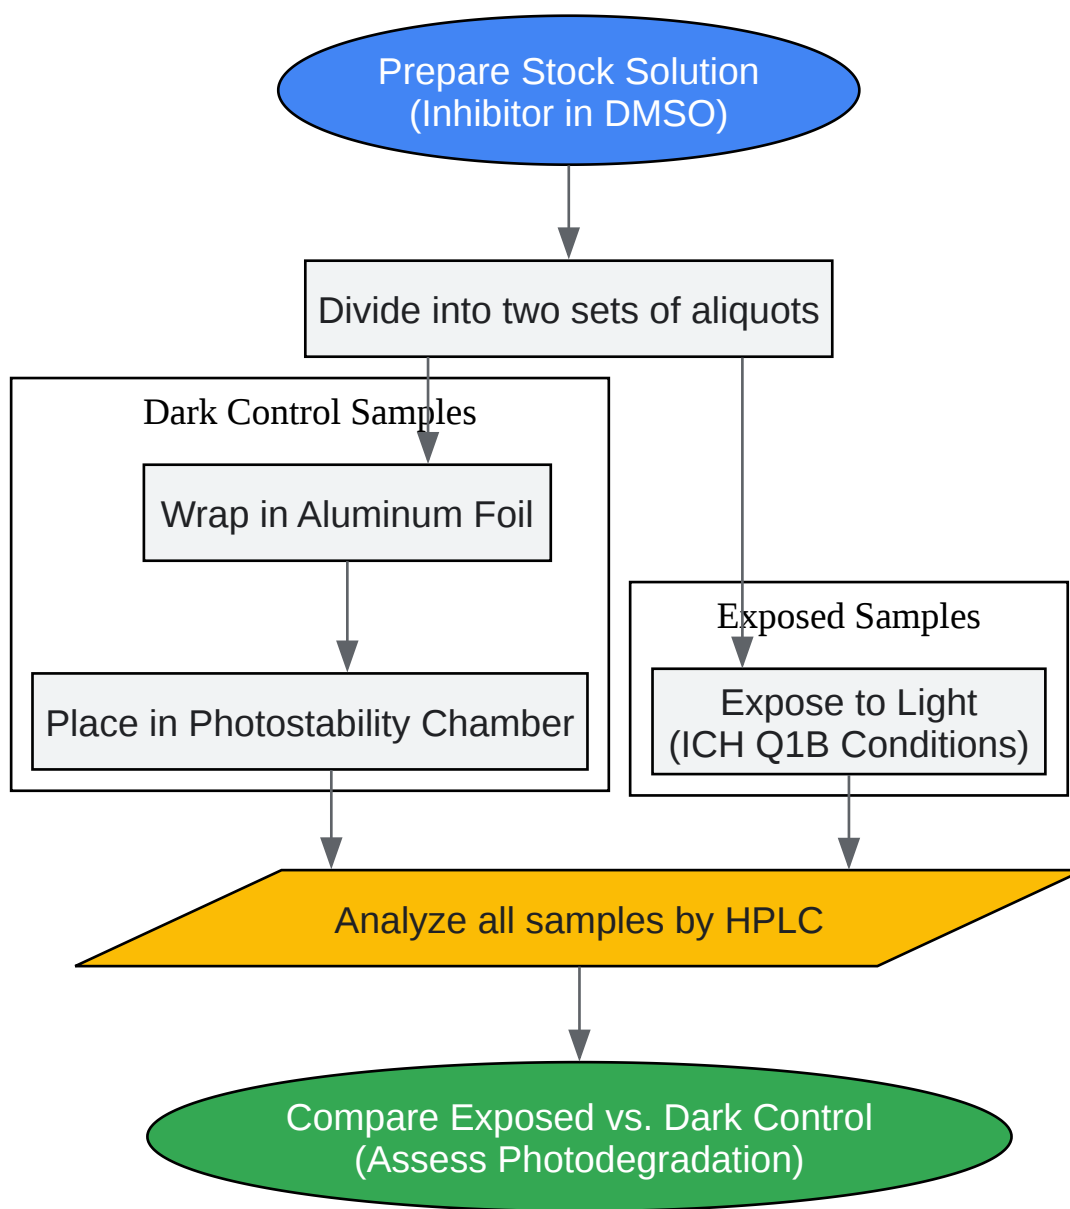 Prepare Stock Solution
(Inhibitor in DMSO)
Divide into two sets of aliquots
Dark Control Samples
Wrap in Aluminum Foil
Place in Photostability Chamber
Exposed Samples
Expose to Light
(ICH Q1B Conditions)
Analyze all samples by HPLC
Compare Exposed vs. Dark Control
(Assess Photodegradation)